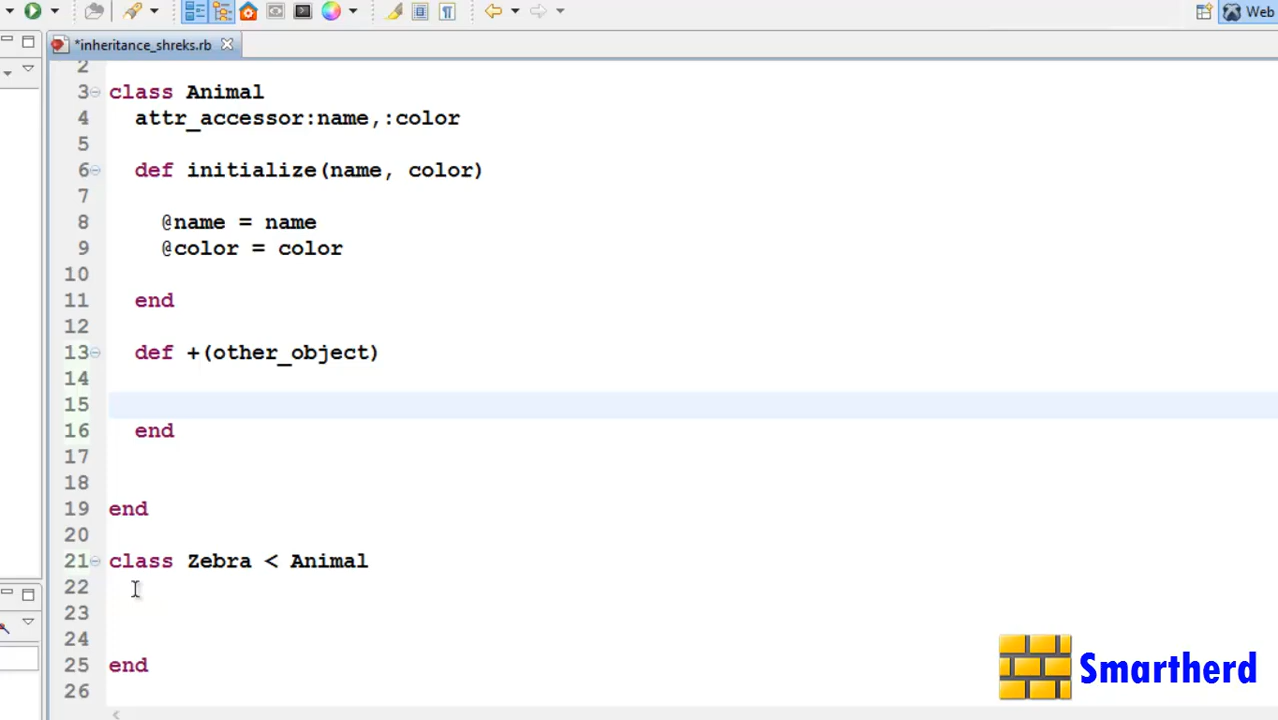 Web
*inheritance_shreks.rb
2
3 class Animal
4 attr_accessor:name,:color
5
6 def initialize(name, color)
7
8 @name = name
9 @color = color
10
11 end
12
13 def +(other_object)
14
15
16 end
17
18
19 end
20
21 class Zebra < Animal
22
23
24
25 end
26
Smartherd